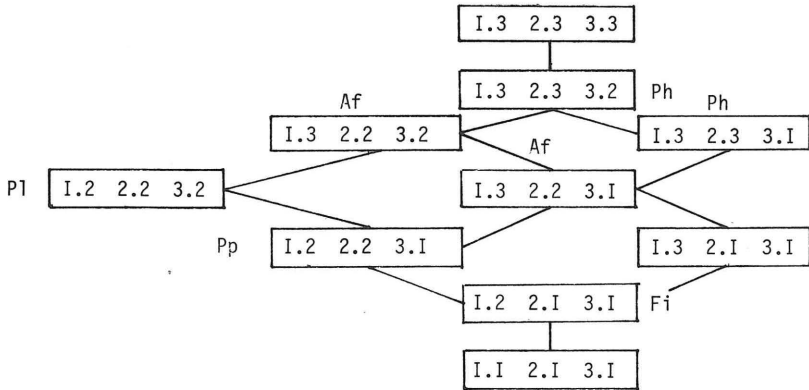 I.3 2.3 3.3
I.3 2.3 3.2 Ph
Af Ph
I.3 2.2 3.2 I.3 2.3 3.I
Af
Pl I.2 2.2 3.2 I.3 2.2 3.I
Pp I.2 2.2 3.I I.3 2.I 3.I
I.2 2.I 3.I Fi
I.I 2.I 3.I